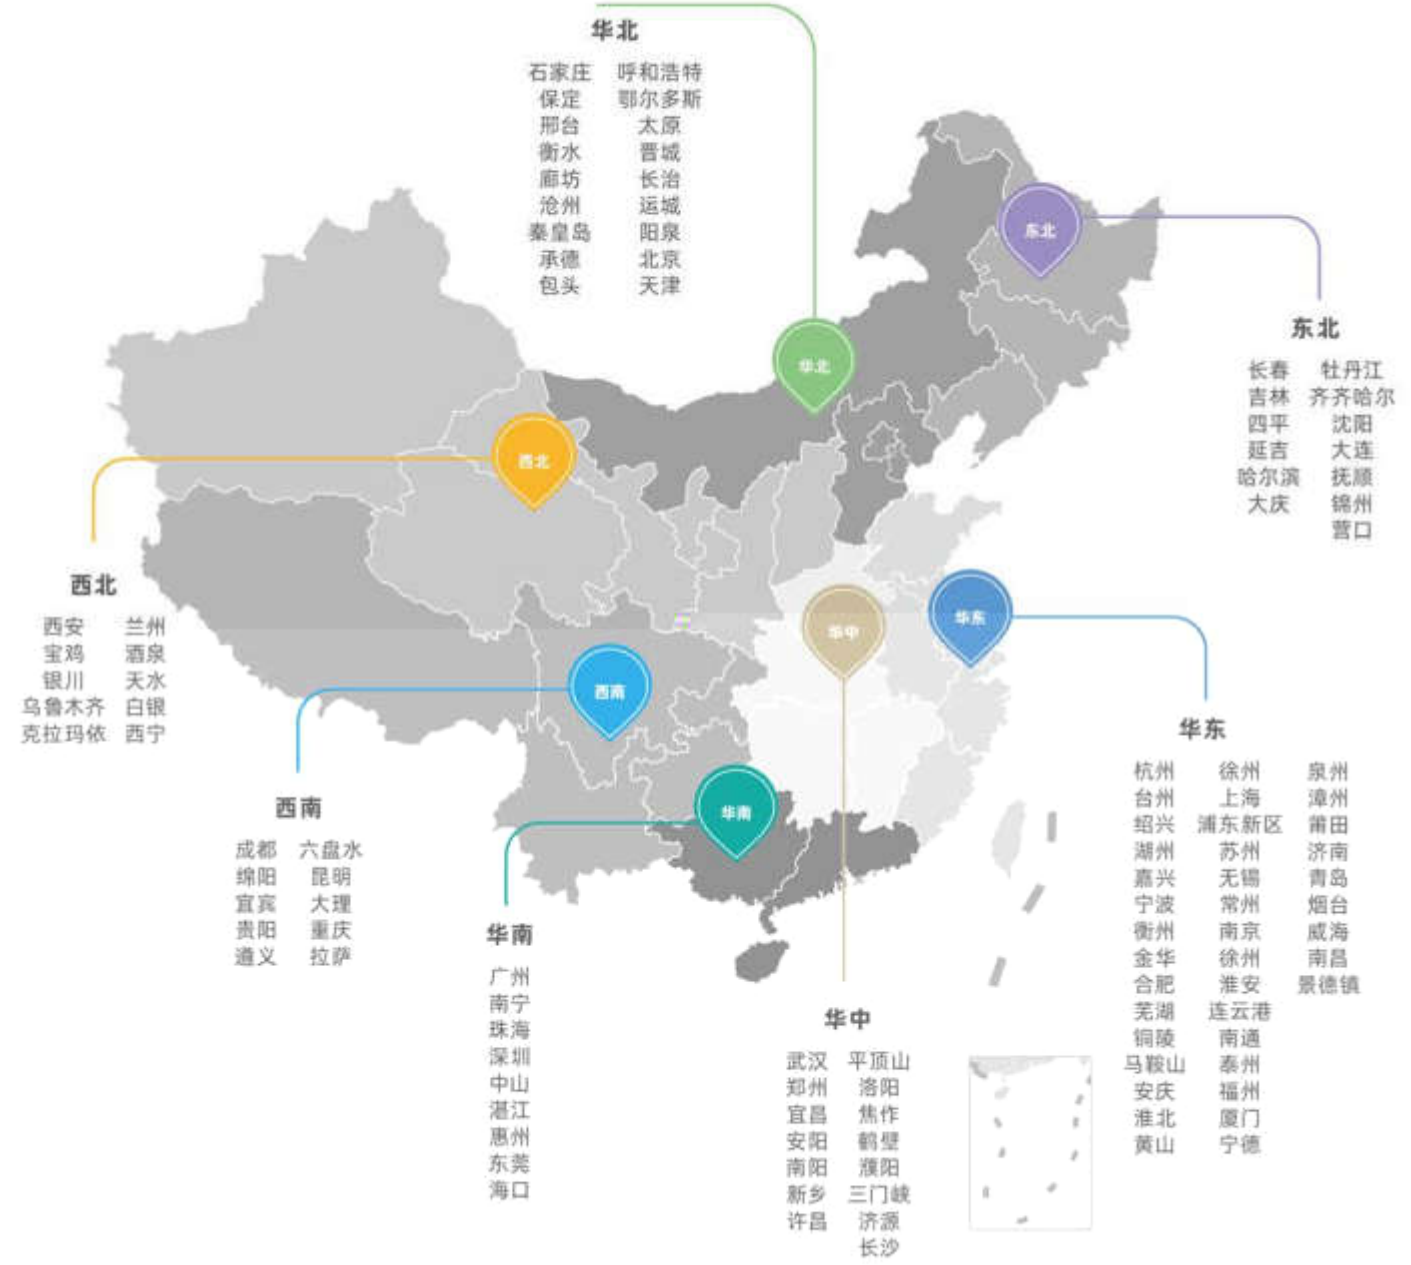 华北
石家庄 呼和浩特
保定 鄂尔多斯
邢台 太原
衡水 晋城
廊坊 长治
沧州 运城
秦皇岛 阳泉
承德 北京
包头 天津
东北
华北
西北
东北
长春 牡丹江
吉林 齐齐哈尔
四平 沈阳
延吉 大连
哈尔滨 抚顺
大庆 锦州
营口
西北
西安 兰州
宝鸡 酒泉
银川 天水
乌鲁木齐 白银
克拉玛依 西宁
华中
华东
西南
华南
华东
杭州 徐州 泉州
台州 上海 漳州
绍兴 浦东新区 莆田
湖州 苏州 济南
嘉兴 无锡 青岛
宁波 常州 烟台
衢州 南京 威海
金华 徐州 南昌
合肥 淮安 景德镇
芜湖 连云港
铜陵 南通
马鞍山 泰州
安庆 福州
淮北 厦门
黄山 宁德
西南
成都 六盘水
绵阳 昆明
宜宾 大理
贵阳 重庆
遵义 拉萨
华南
广州
南宁
珠海
深圳
中山
湛江
惠州
东莞
海口
华中
武汉 平顶山
郑州 洛阳
宜昌 焦作
安阳 鹤壁
南阳 濮阳
新乡 三门峡
许昌 济源
长沙